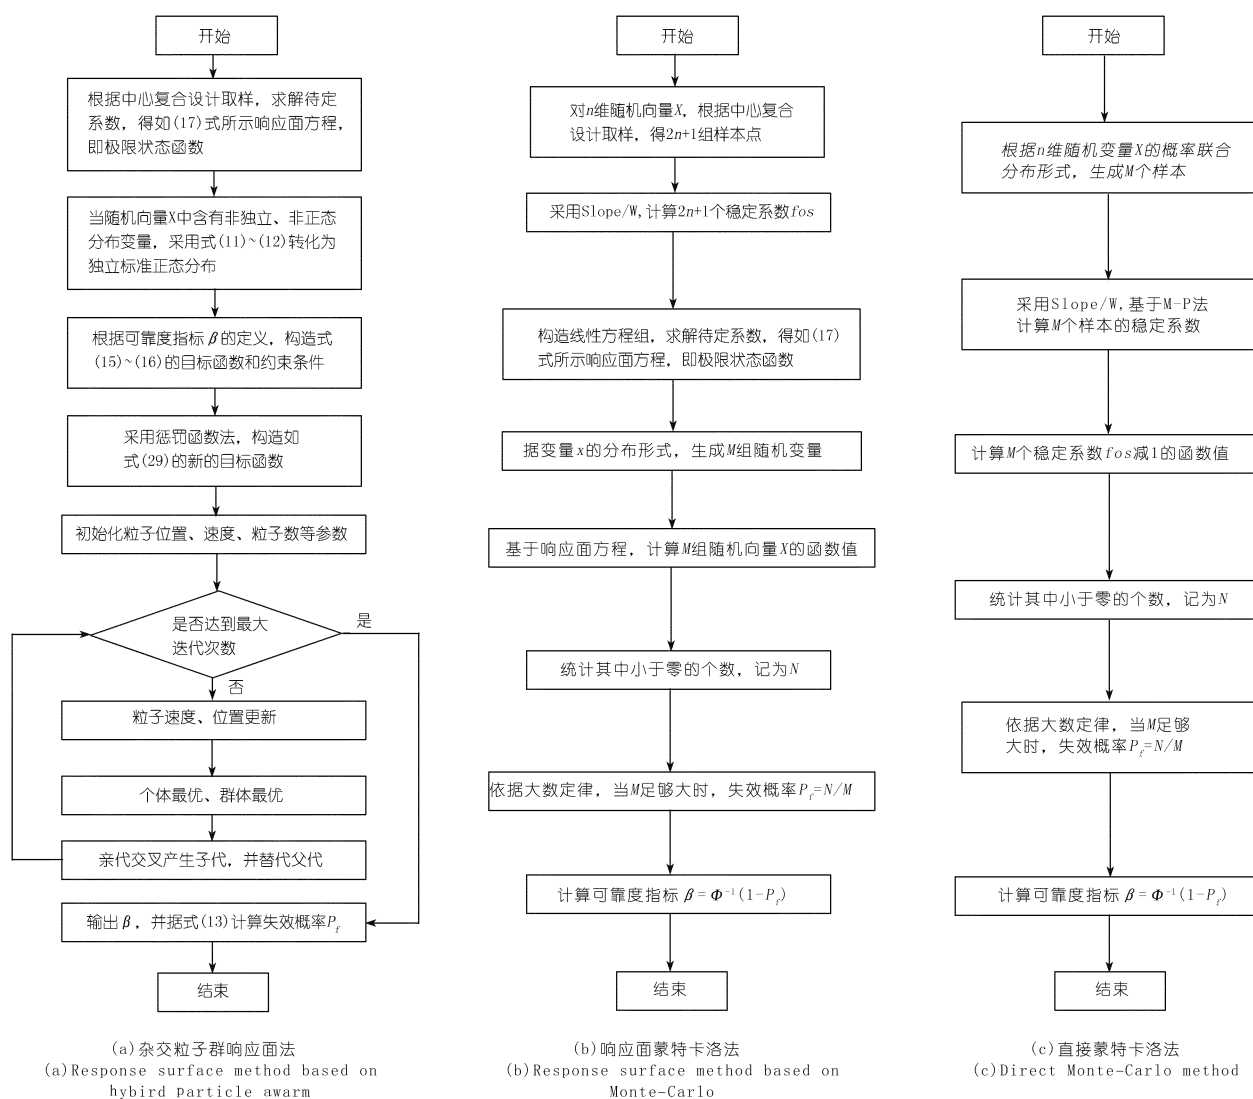 开始
根据中心复合设计取样，求解待定
系数，得如(17)式所示响应面方程，
即极限状态函数
当随机向量X中含有非独立、非正态
分布变量，采用式(11)~(12)转化为
独立标准正态分布
根据可靠度指标β的定义，构造式
(15)~(16)的目标函数和约束条件
采用惩罚函数法，构造如
式(29)的新的目标函数
初始化粒子位置、速度、粒子数等参数
是否达到最大
迭代次数
是
否
粒子速度、位置更新
个体最优、群体最优
亲代交叉产生子代，并替代父代
输出β，并据式(13)计算失效概率P_f
结束
(a)杂交粒子群响应面法
(a)Response surface method based on
hybird particle awarm
开始
对n维随机向量X，根据中心复合
设计取样，得2n+1组样本点
采用Slope/W,计算2n+1个稳定系数fos
构造线性方程组，求解待定系数，得如(17)
式所示响应面方程，即极限状态函数
据变量x的分布形式，生成M组随机变量
基于响应面方程，计算M组随机向量X的函数值
统计其中小于零的个数，记为N
依据大数定律，当M足够大时，失效概率P_f=N/M
计算可靠度指标β=Φ⁻¹(1-P_f)
结束
(b)响应面蒙特卡洛法
(b)Response surface method based on
Monte-Carlo
开始
根据n维随机变量X的概率联合
分布形式，生成M个样本
采用Slope/W,基于M-P法
计算M个样本的稳定系数
计算M个稳定系数fos减1的函数值
统计其中小于零的个数，记为N
依据大数定律，当M足够
大时，失效概率P_f=N/M
计算可靠度指标β=Φ⁻¹(1-P_f)
结束
(c)直接蒙特卡洛法
(c)Direct Monte-Carlo method